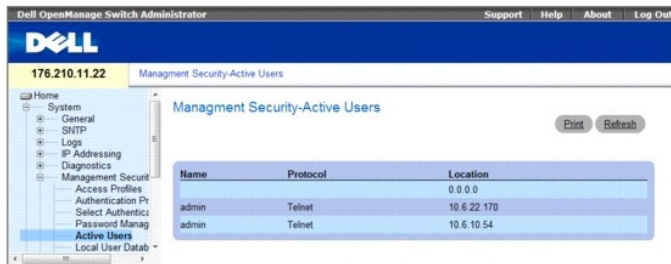 Dell OpenManage Switch Administrator
Support Help About Log Out
DELL
176.210.11.22
Managment Security-Active Users
Home
System
General
SNTP
Logs
IP Addressing
Diagnostics
Management Securit
Access Profiles
Authentication Pr
Select Authentica
Password Manag
Active Users
Local User Datab
Managment Security-Active Users
Print Refresh
Name Protocol Location
0.0.0.0
admin Telnet 10.6.22.170
admin Telnet 10.6.10.54